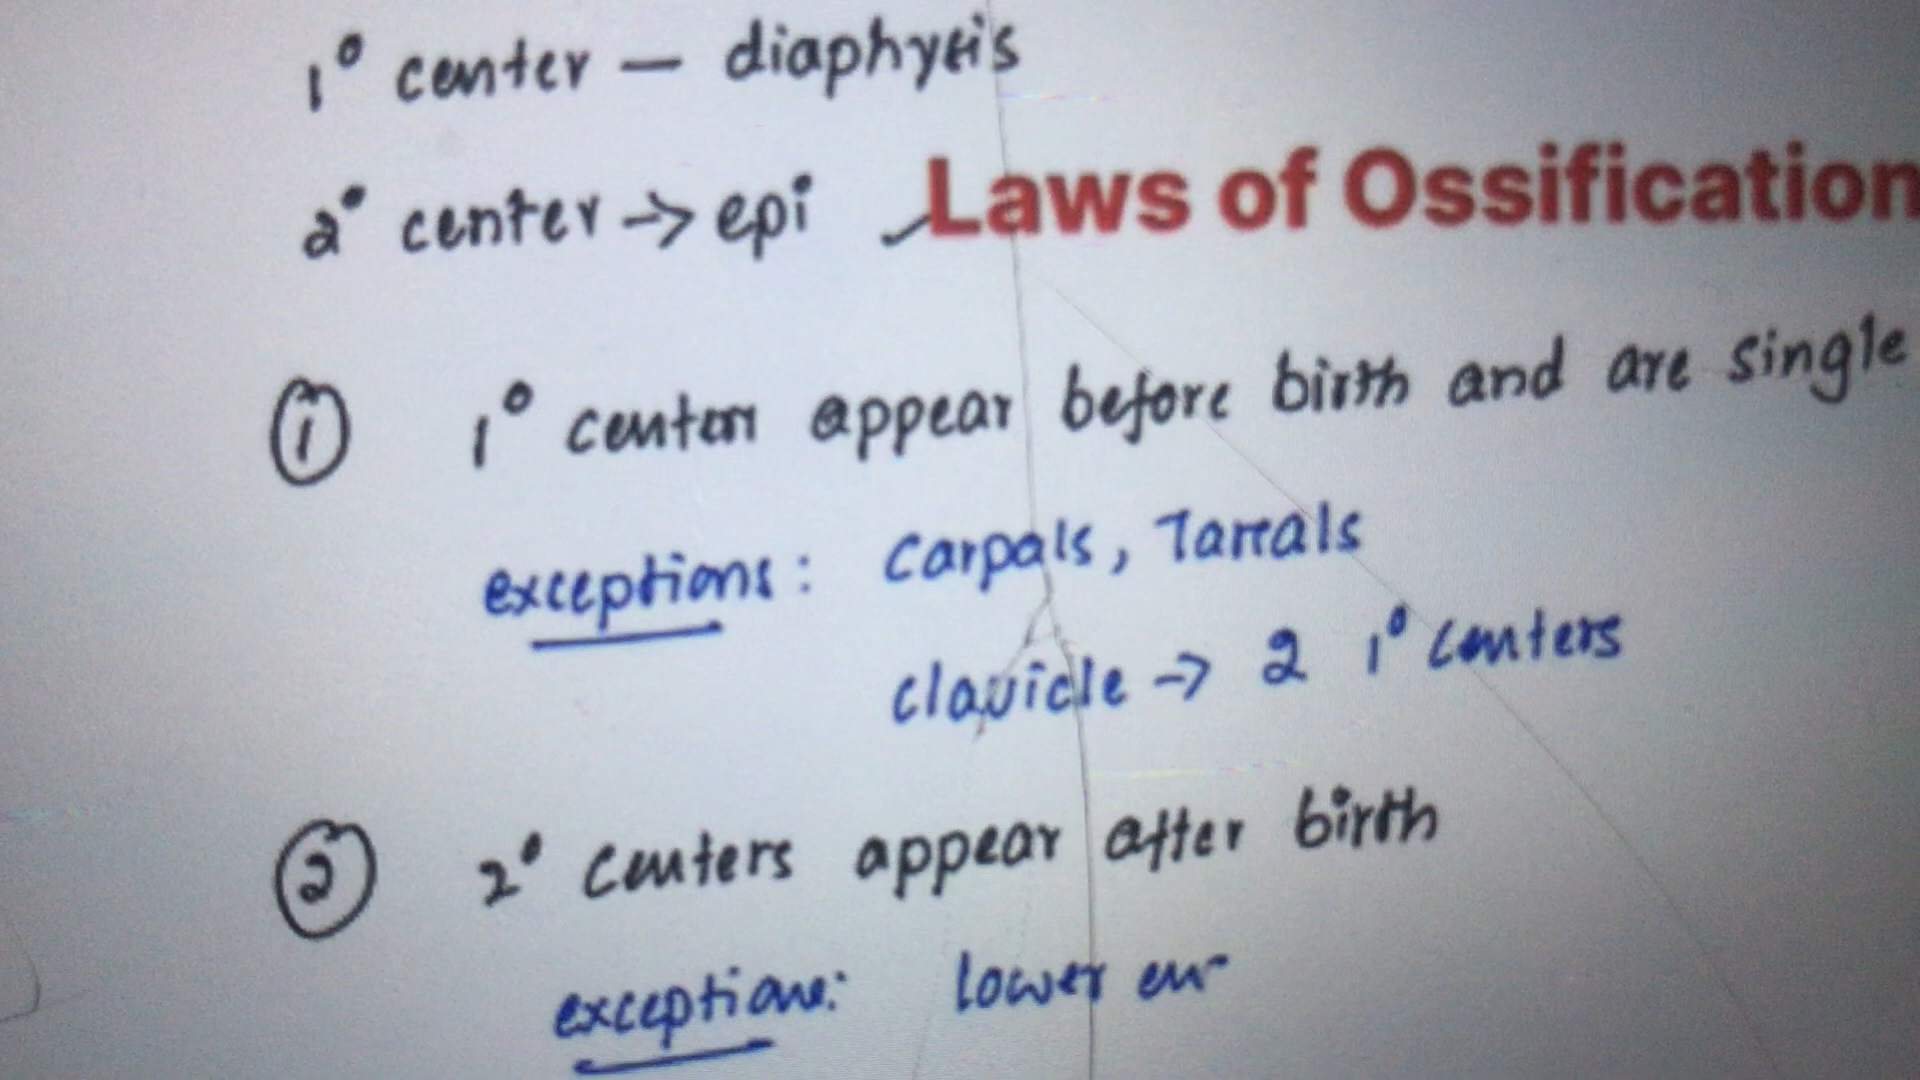 1° center – diaphysis
2° center → epi
Laws of Ossification
① 1° centers appear before birth and are single
exceptions: Carpals, Tarsals
clavicle → 2 1° centers
② 2° centers appear after birth
exceptions: lower